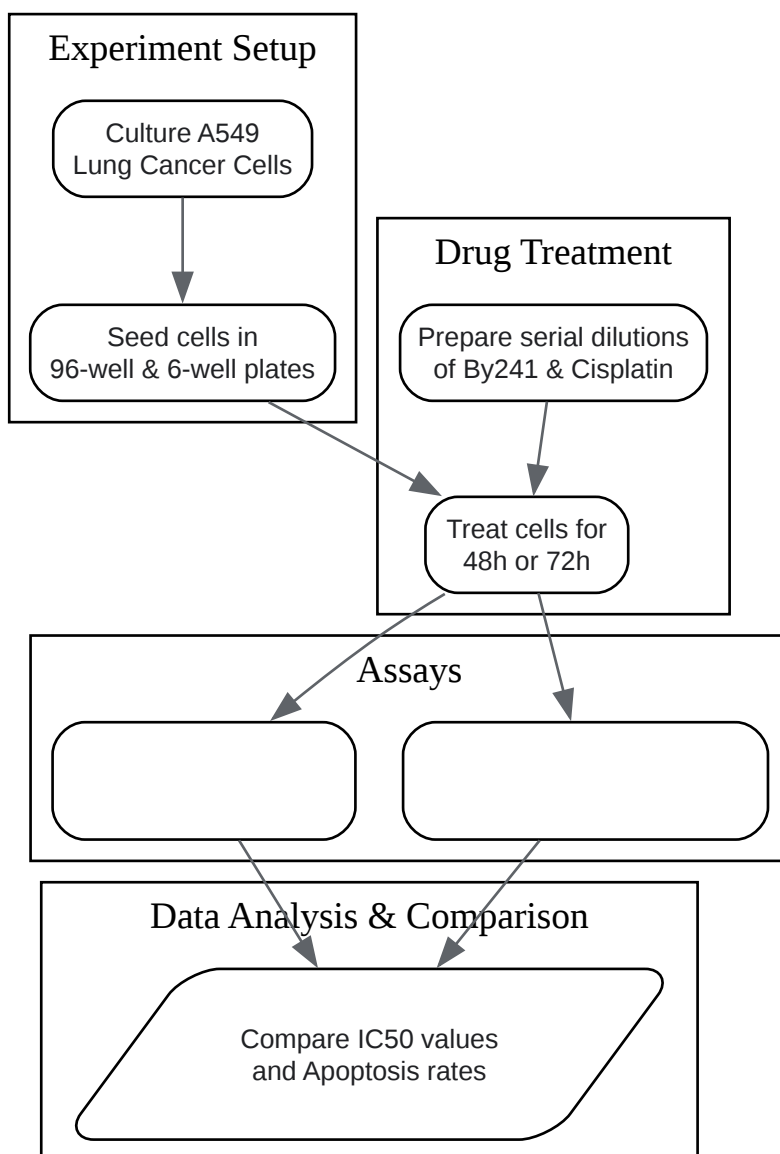 Experiment Setup
Culture A549
Lung Cancer Cells
Seed cells in
96-well & 6-well plates
Drug Treatment
Prepare serial dilutions
of By241 & Cisplatin
Treat cells for
48h or 72h
Assays
Data Analysis & Comparison
Compare IC50 values
and Apoptosis rates